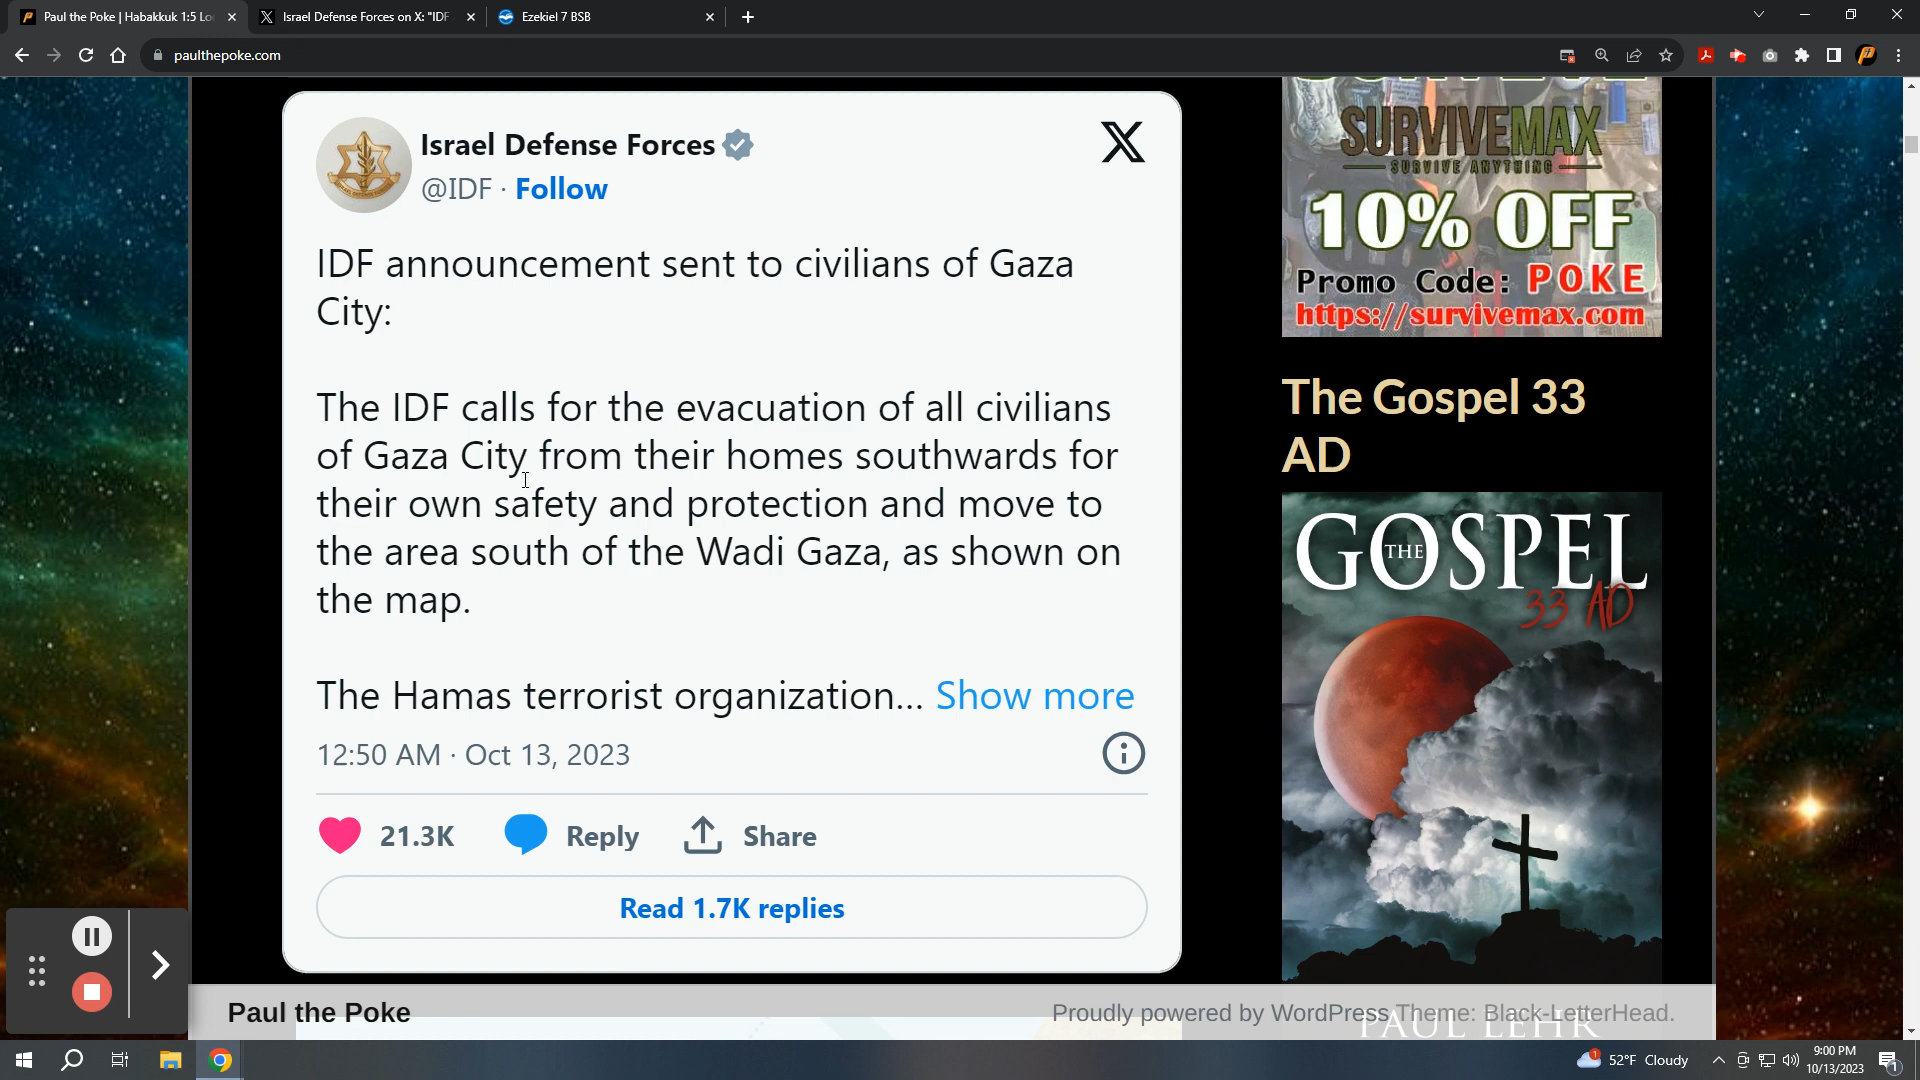 Paul the Poke | Habakkuk 1:5 Lo
Israel Defense Forces on X: "IDF
Ezekiel 7 BSB
paulthepoke.com
Israel Defense Forces
@IDF · Follow
IDF announcement sent to civilians of Gaza
City:
The IDF calls for the evacuation of all civilians
of Gaza City from their homes southwards for
their own safety and protection and move to
the area south of the Wadi Gaza, as shown on
the map.
The Hamas terrorist organization... Show more
12:50 AM · Oct 13, 2023
21.3K Reply Share
Read 1.7K replies
SURVIVEMAX
SURVIVE ANYTHING
10% OFF
Promo Code: POKE
https://survivemax.com
The Gospel 33
AD
THE GOSPEL
33 AD
PAUL LEHR
Paul the Poke
Proudly powered by WordPress Theme: Black-LetterHead.
1
52°F Cloudy
9:00 PM
10/13/2023
1